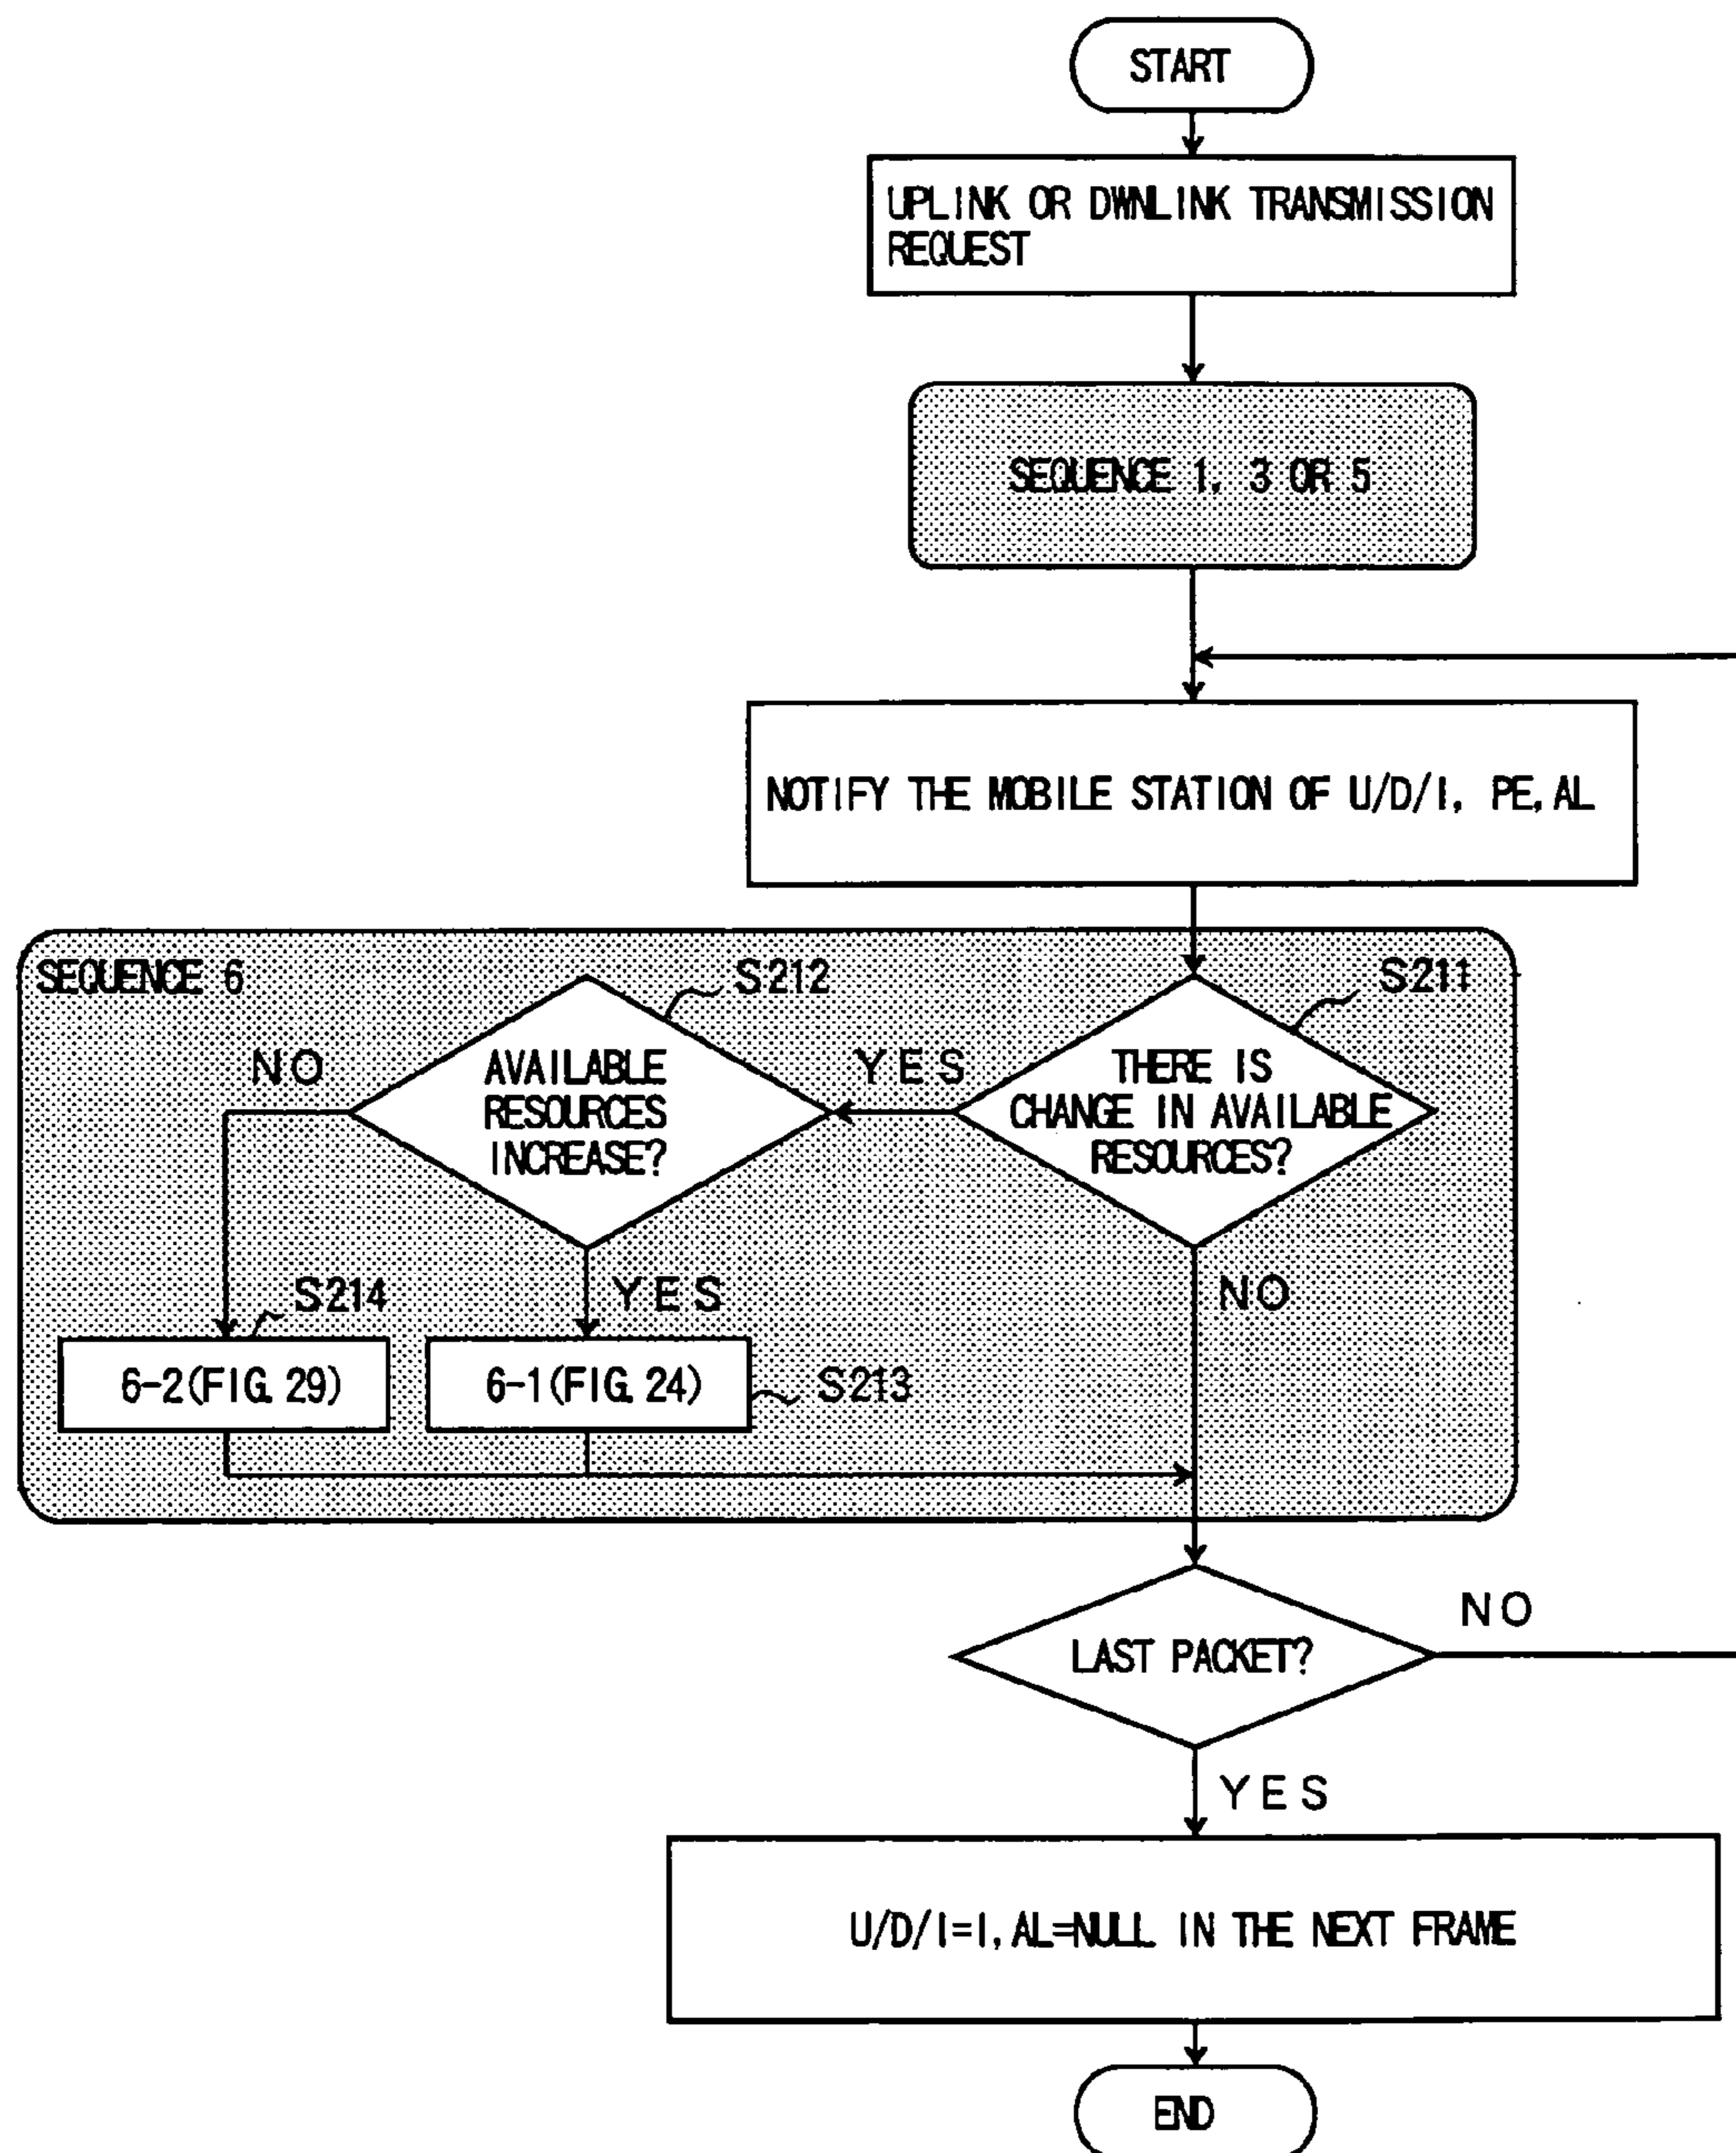 START
UPLINK OR DWNLINK TRANSMISSION
REQUEST
SEQUENCE 1, 3 OR 5
NOTIFY THE MOBILE STATION OF U/D/I, PE, AL
SEQUENCE 6
S212
S211
NO
AVAILABLE
RESOURCES
INCREASE?
YES
THERE IS
CHANGE IN AVAILABLE
RESOURCES?
S214
YES
NO
6-2(FIG. 29)
6-1(FIG. 24)
S213
LAST PACKET?
NO
YES
U/D/I=I, AL=NULL IN THE NEXT FRAME
END